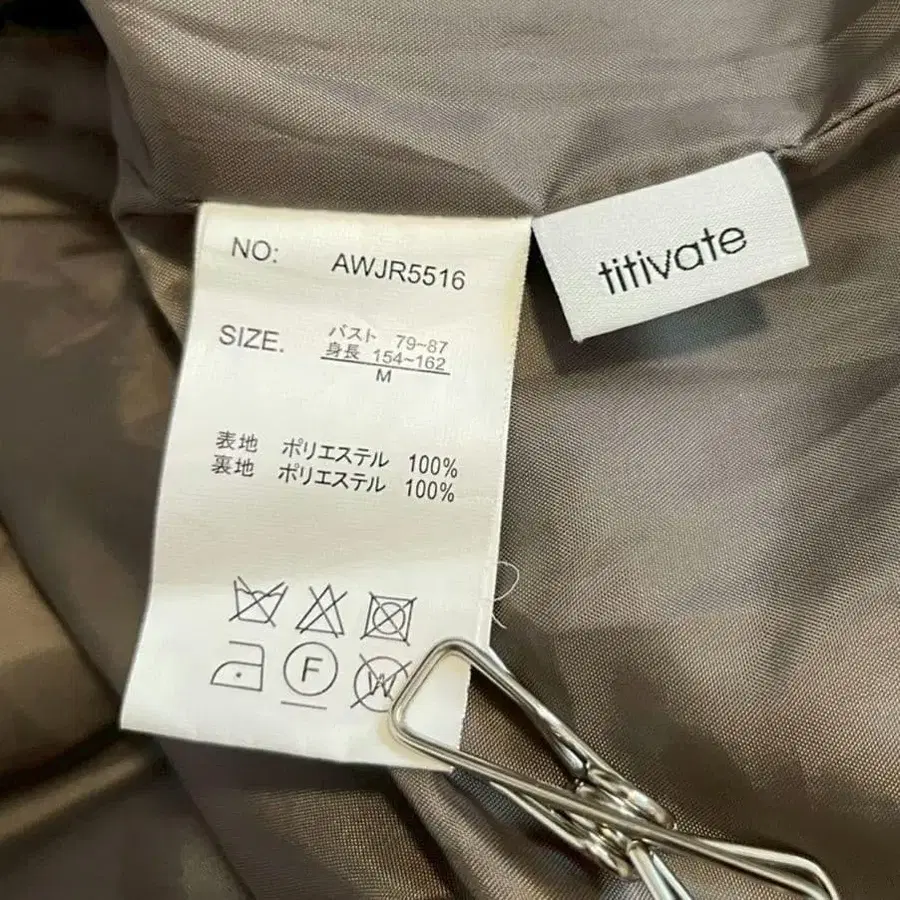 NO: AWJR5516
titivate
SIZE. バスト 79~87
身長 154~162
M
表地 ポリエステル 100%
裏地 ポリエステル 100%
F
W